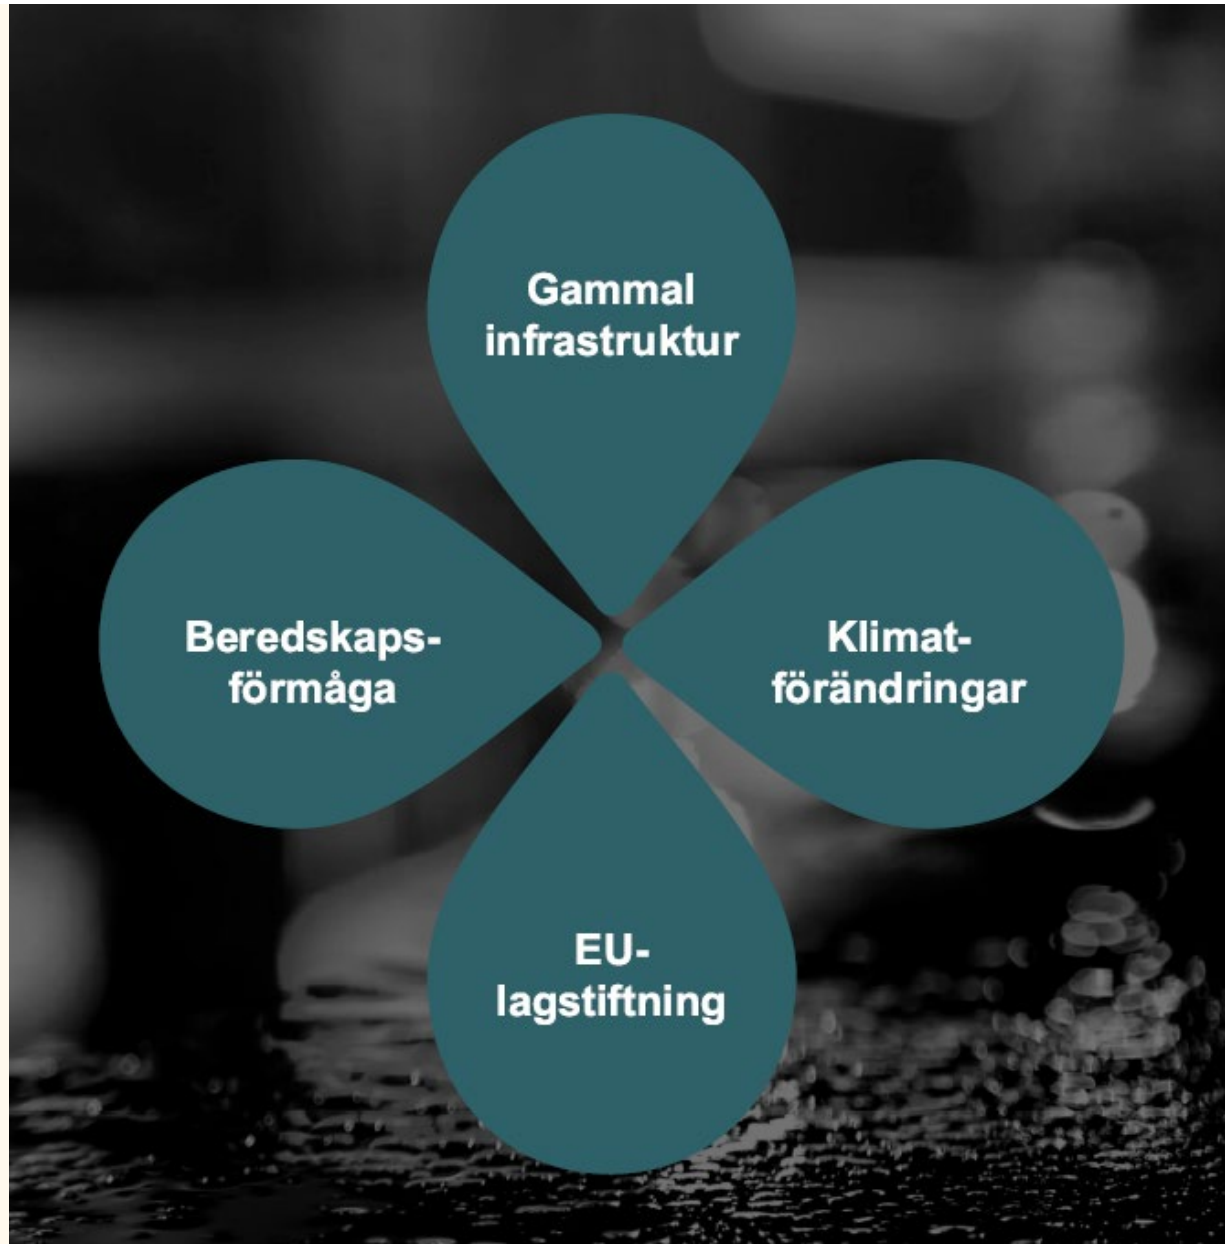 Gammal
infrastruktur
Beredskaps-
förmåga
Klimat-
förändringar
EU-
lagstiftning